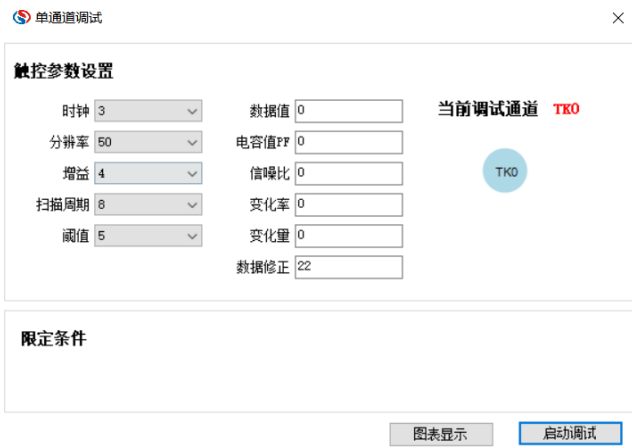 单通道调试
触控参数设置
时钟 3
分辨率 50
增益 4
扫描周期 8
阈值 5
数据值 0
电容值PF 0
信噪比 0
变化率 0
变化量 0
数据修正 22
当前调试通道 TK0
TK0
限定条件
图表显示
启动调试